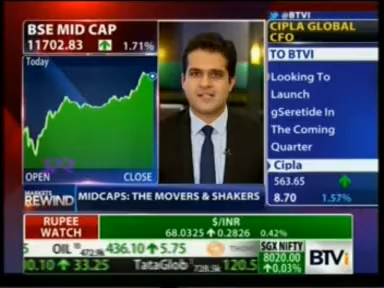 BSE MID CAP
11702.83 1.71%
Today
OPEN CLOSE
@BTVI
CIPLA GLOBAL
CFO
TO BTVI
Looking To
Launch
gSeretide In
The Coming
Quarter
Cipla
563.65
8.70 1.57%
MARKETS
REWIND
MIDCAPS: THE MOVERS & SHAKERS
RUPEE
WATCH
$/INR
68.0325 0.2826 0.42%
OIL 436.10 5.75
0.10 33.25 TataGlob 120.5
SGX NIFTY
8020.00
+0.03%
BTVi